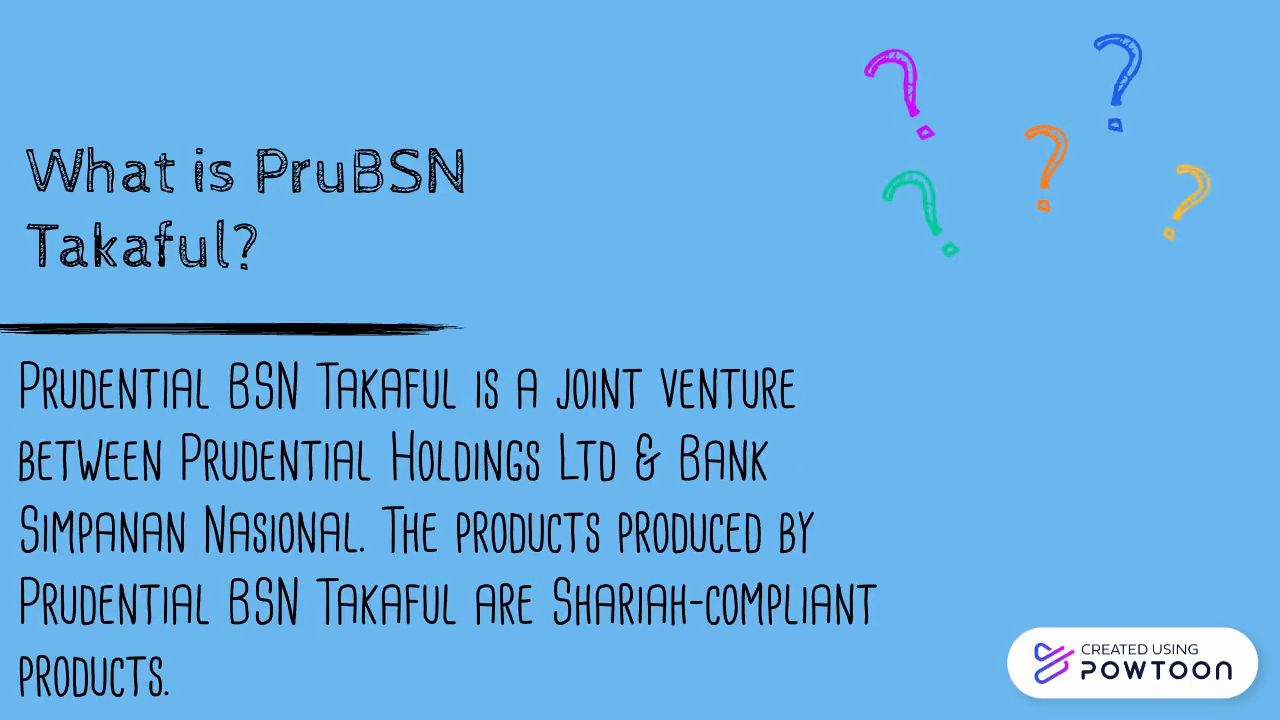 What is PruBSN
Takaful?
Prudential BSN Takaful is a joint venture
between Prudential Holdings Ltd & Bank
Simpanan Nasional. The products produced by
Prudential BSN Takaful are Shariah-compliant
products.
CREATED USING
POWTOON